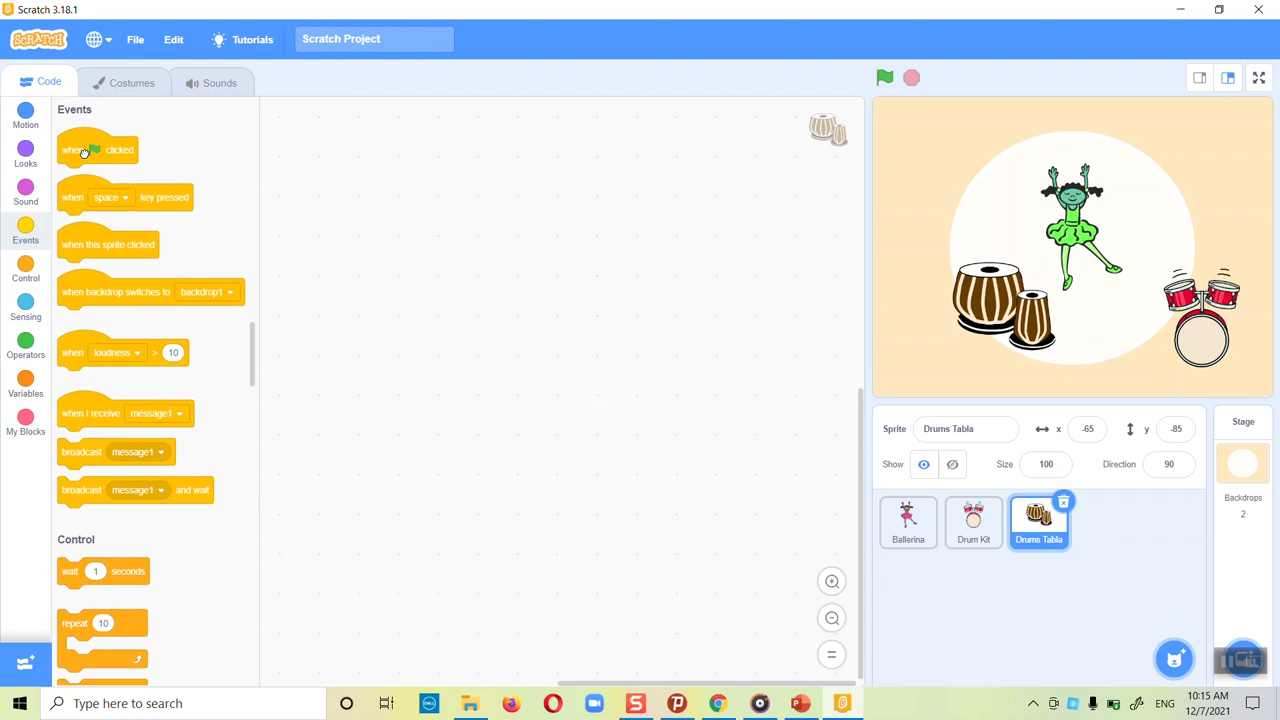 Scratch 3.18.1
SCRATCH
File
Edit
Tutorials
Scratch Project
Code
Costumes
Sounds
Motion
Looks
Sound
Events
Control
Sensing
Operators
Variables
My Blocks
Events
when clicked
when space key pressed
when this sprite clicked
when backdrop switches to backdrop1
when loudness > 10
when I receive message1
broadcast message1
broadcast message1 and wait
Control
wait 1 seconds
repeat 10
Sprite Drums Tabla x -65 y -85
Show Size 100 Direction 90
Ballerina
Drum Kit
Drums Tabla
Stage
Backdrops
2
Type here to search
DELL
S
P
ENG
10:15 AM
12/7/2021